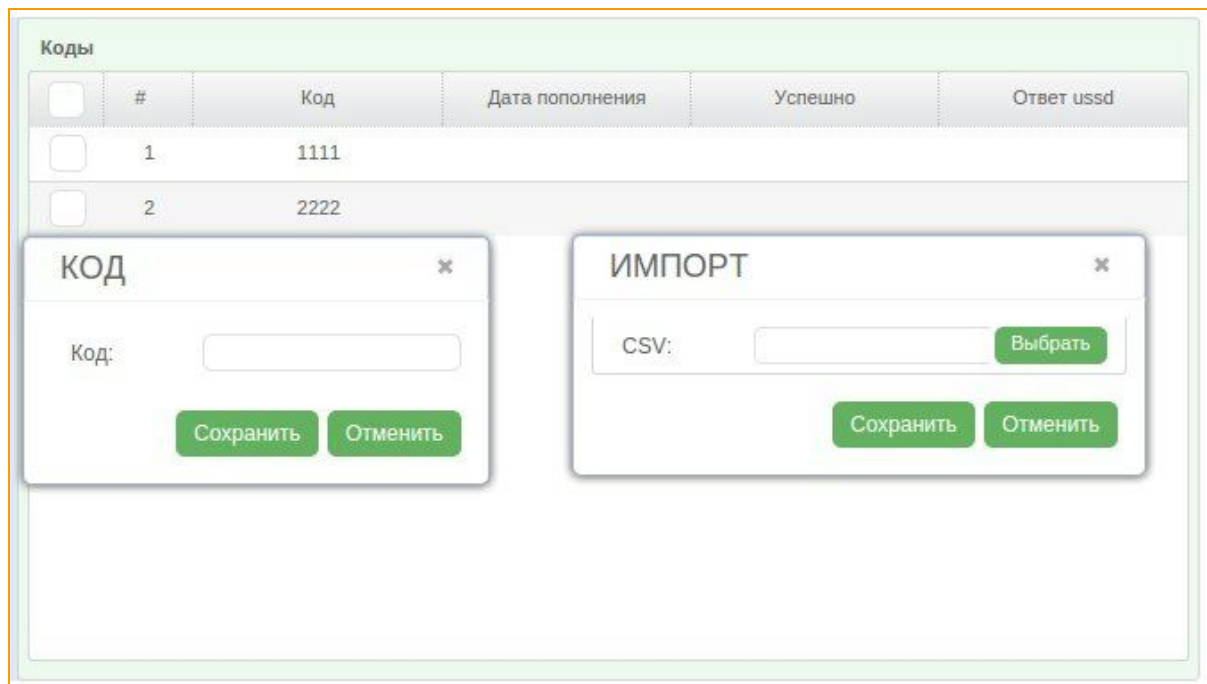 Коды
# Код Дата пополнения Успешно Ответ ussd
1 1111
2 2222
КОД
Код:
Сохранить Отменить
ИМПОРТ
CSV: Выбрать
Сохранить Отменить